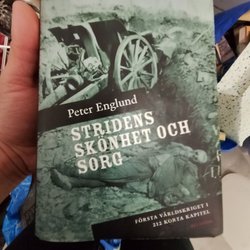 Peter Englund
STRIDENS
SKÖNHET OCH
SORG
FÖRSTA VÄRLDSKRIGET I
212 KORTA KAPITEL